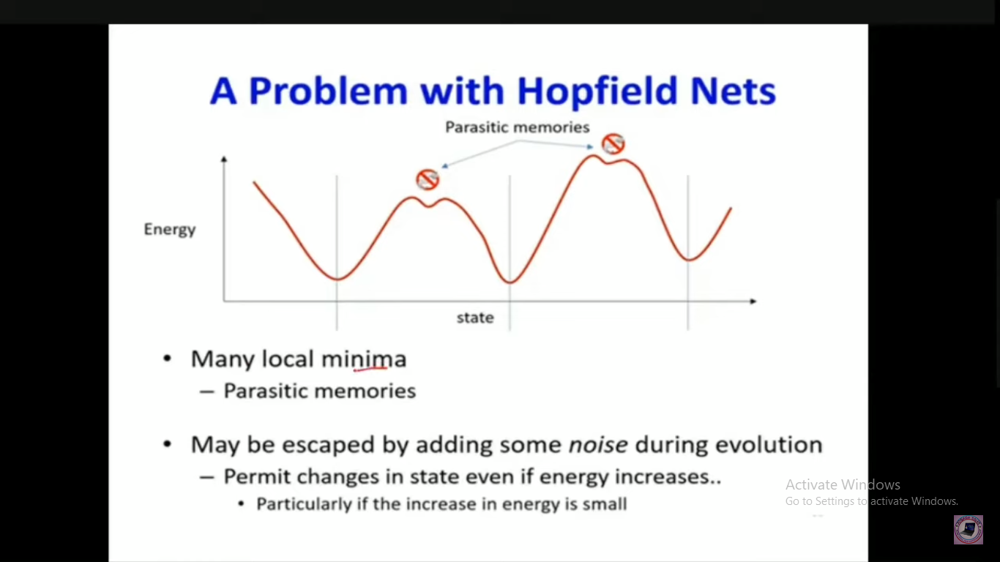 A Problem with Hopfield Nets
Parasitic memories
Energy
state
• Many local minima
– Parasitic memories
• May be escaped by adding some noise during evolution
– Permit changes in state even if energy increases..
• Particularly if the increase in energy is small
Activate Windows
Go to Settings to activate Windows.